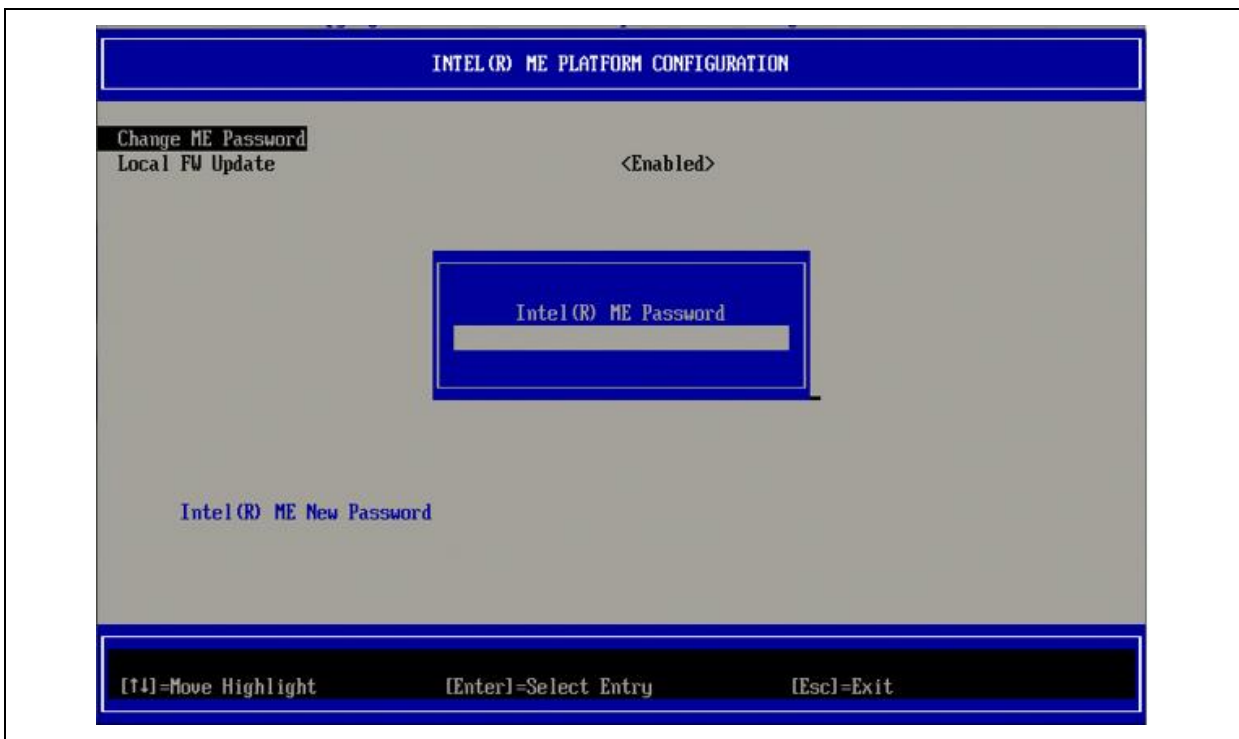 INTEL(R) ME PLATFORM CONFIGURATION
Change ME Password
Local FW Update <Enabled>
Intel(R) ME Password
Intel(R) ME New Password
[↑↓]=Move Highlight [Enter]=Select Entry [Esc]=Exit